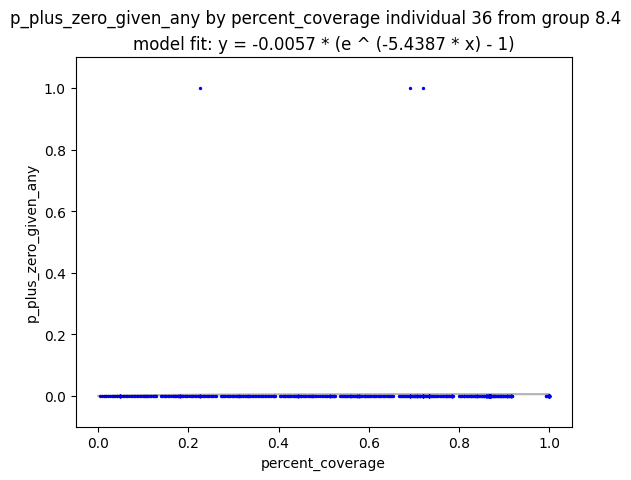 p_plus_zero_given_any by percent_coverage individual 36 from group 8.4
model fit: y = -0.0057 * (e ^ (-5.4387 * x) - 1)
1.0
0.8
0.6
0.4
0.2
0.0
p_plus_zero_given_any
0.0 0.2 0.4 0.6 0.8 1.0
percent_coverage